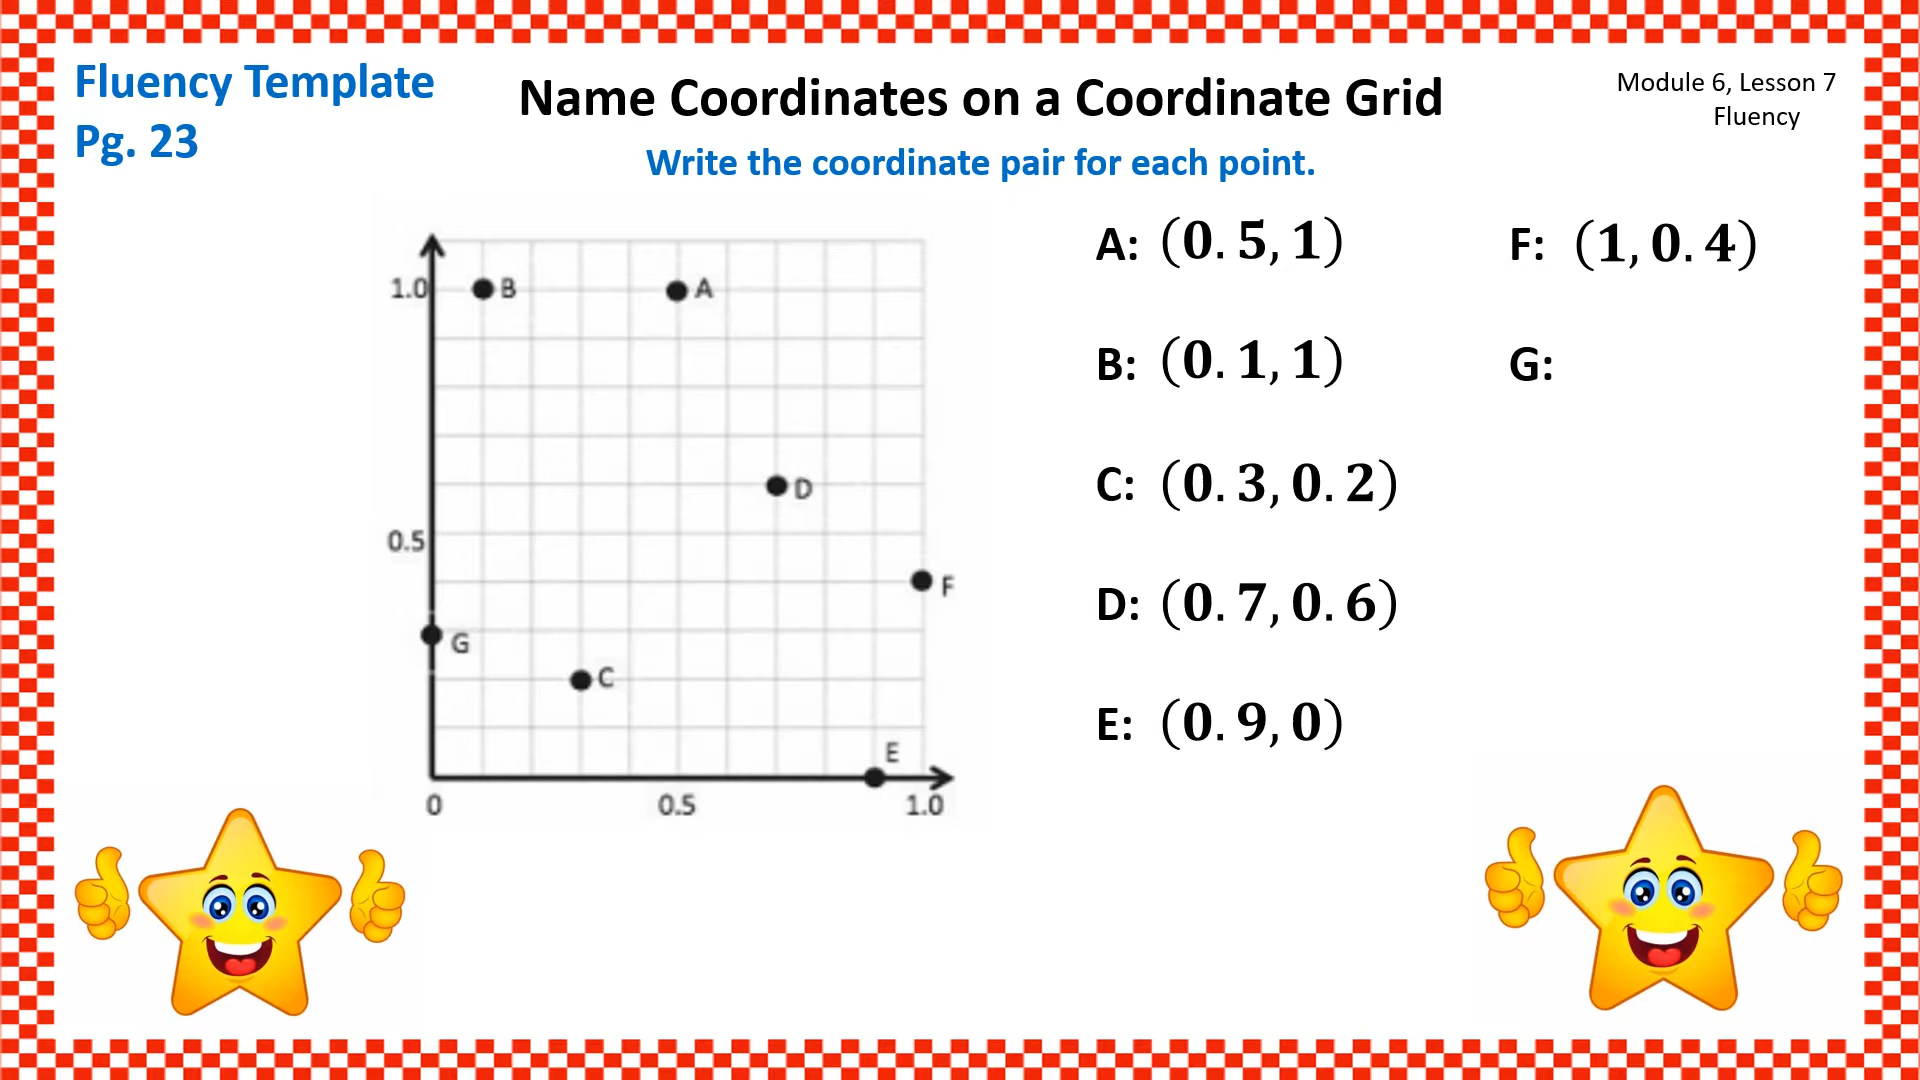 Fluency Template
Pg. 23
Name Coordinates on a Coordinate Grid
Write the coordinate pair for each point.
Module 6, Lesson 7
Fluency
1.0
B
A
D
0.5
F
G
C
E
0
0.5
1.0
A: (0.5, 1)
B: (0.1, 1)
C: (0.3, 0.2)
D: (0.7, 0.6)
E: (0.9, 0)
F: (1, 0.4)
G: